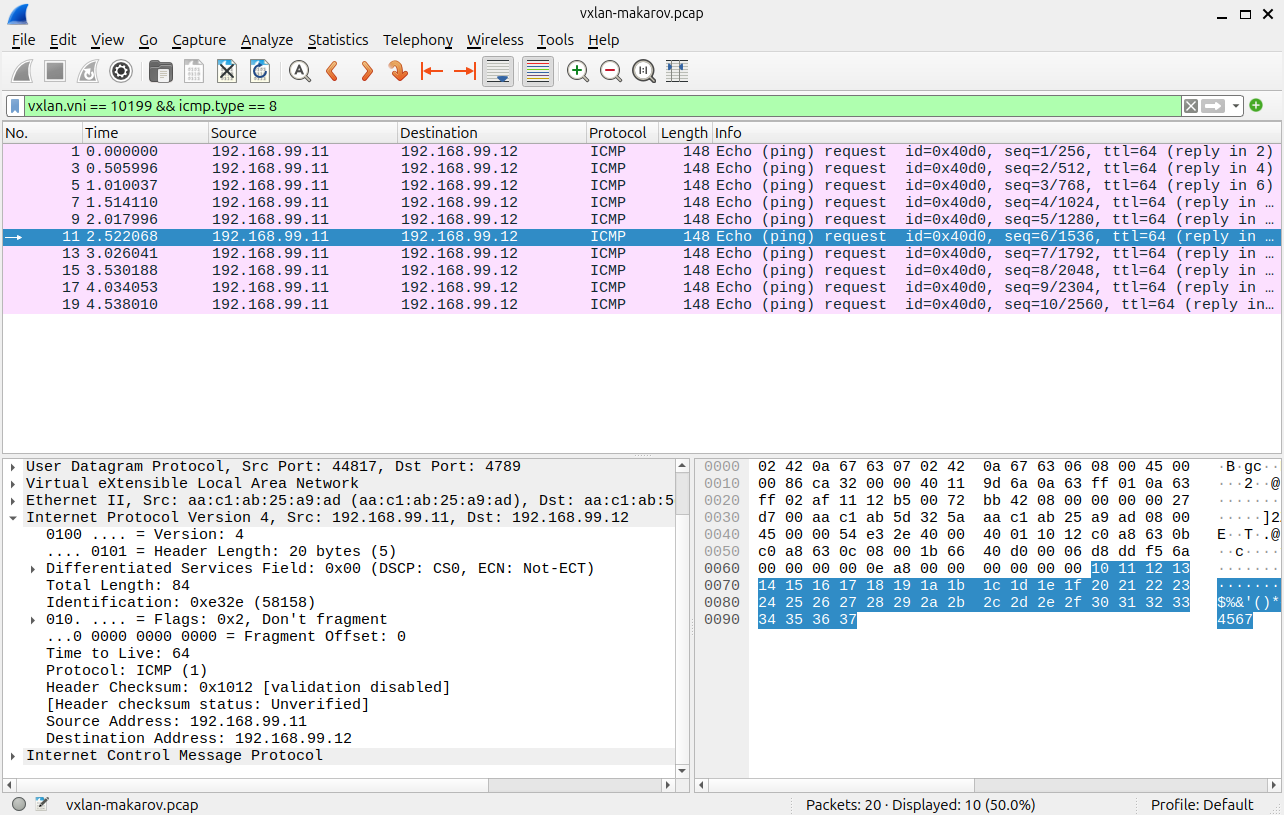 vxlan-makarov.pcap
File Edit View Go Capture Analyze Statistics Telephony Wireless Tools Help
vxlan.vni == 10199 && icmp.type == 8
No. Time Source Destination Protocol Length Info
1 0.000000 192.168.99.11 192.168.99.12 ICMP 148 Echo (ping) request id=0x40d0, seq=1/256, ttl=64 (reply in 2)
3 0.505996 192.168.99.11 192.168.99.12 ICMP 148 Echo (ping) request id=0x40d0, seq=2/512, ttl=64 (reply in 4)
5 1.010037 192.168.99.11 192.168.99.12 ICMP 148 Echo (ping) request id=0x40d0, seq=3/768, ttl=64 (reply in 6)
7 1.514110 192.168.99.11 192.168.99.12 ICMP 148 Echo (ping) request id=0x40d0, seq=4/1024, ttl=64 (reply in …
9 2.017996 192.168.99.11 192.168.99.12 ICMP 148 Echo (ping) request id=0x40d0, seq=5/1280, ttl=64 (reply in …
11 2.522068 192.168.99.11 192.168.99.12 ICMP 148 Echo (ping) request id=0x40d0, seq=6/1536, ttl=64 (reply in …
13 3.026041 192.168.99.11 192.168.99.12 ICMP 148 Echo (ping) request id=0x40d0, seq=7/1792, ttl=64 (reply in …
15 3.530188 192.168.99.11 192.168.99.12 ICMP 148 Echo (ping) request id=0x40d0, seq=8/2048, ttl=64 (reply in …
17 4.034053 192.168.99.11 192.168.99.12 ICMP 148 Echo (ping) request id=0x40d0, seq=9/2304, ttl=64 (reply in …
19 4.538010 192.168.99.11 192.168.99.12 ICMP 148 Echo (ping) request id=0x40d0, seq=10/2560, ttl=64 (reply in…
User Datagram Protocol, Src Port: 44817, Dst Port: 4789
Virtual eXtensible Local Area Network
Ethernet II, Src: aa:c1:ab:25:a9:ad (aa:c1:ab:25:a9:ad), Dst: aa:c1:ab:5
Internet Protocol Version 4, Src: 192.168.99.11, Dst: 192.168.99.12
0100 .... = Version: 4
.... 0101 = Header Length: 20 bytes (5)
Differentiated Services Field: 0x00 (DSCP: CS0, ECN: Not-ECT)
Total Length: 84
Identification: 0xe32e (58158)
010. .... = Flags: 0x2, Don't fragment
...0 0000 0000 0000 = Fragment Offset: 0
Time to Live: 64
Protocol: ICMP (1)
Header Checksum: 0x1012 [validation disabled]
[Header checksum status: Unverified]
Source Address: 192.168.99.11
Destination Address: 192.168.99.12
Internet Control Message Protocol
0000 02 42 0a 67 63 07 02 42 0a 67 63 06 08 00 45 00 ·B·gc··
0010 00 86 ca 32 00 00 40 11 9d 6a 0a 63 ff 01 0a 63 ···2··@
0020 ff 02 af 11 12 b5 00 72 bb 42 08 00 00 00 00 27 ·······
0030 d7 00 aa c1 ab 5d 32 5a aa c1 ab 25 a9 ad 08 00 ·····]2
0040 45 00 00 54 e3 2e 40 00 40 01 10 12 c0 a8 63 0b E··T·.@
0050 c0 a8 63 0c 08 00 1b 66 40 d0 00 06 d8 dd f5 6a ··c····
0060 00 00 00 00 0e a8 00 00 00 00 00 00 10 11 12 13 ·······
0070 14 15 16 17 18 19 1a 1b 1c 1d 1e 1f 20 21 22 23 ·······
0080 24 25 26 27 28 29 2a 2b 2c 2d 2e 2f 30 31 32 33 $%&'()*
0090 34 35 36 37 4567
vxlan-makarov.pcap Packets: 20 · Displayed: 10 (50.0%) Profile: Default